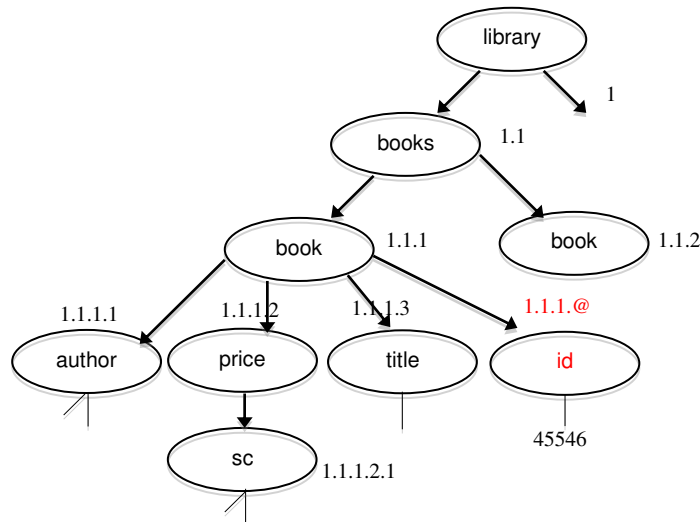 library
1
books
1.1
book
1.1.1
book
1.1.2
1.1.1.1
1.1.1.2
1.1.1.3
1.1.1.@
author
price
title
id
45546
sc
1.1.1.2.1